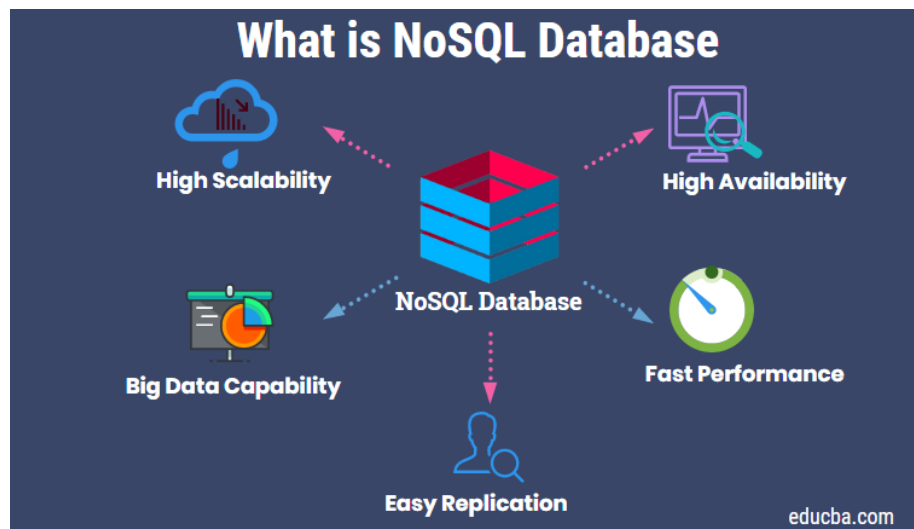 What is NoSQL Database
High Scalability
High Availability
NoSQL Database
Big Data Capability
Fast Performance
Easy Replication
educba.com